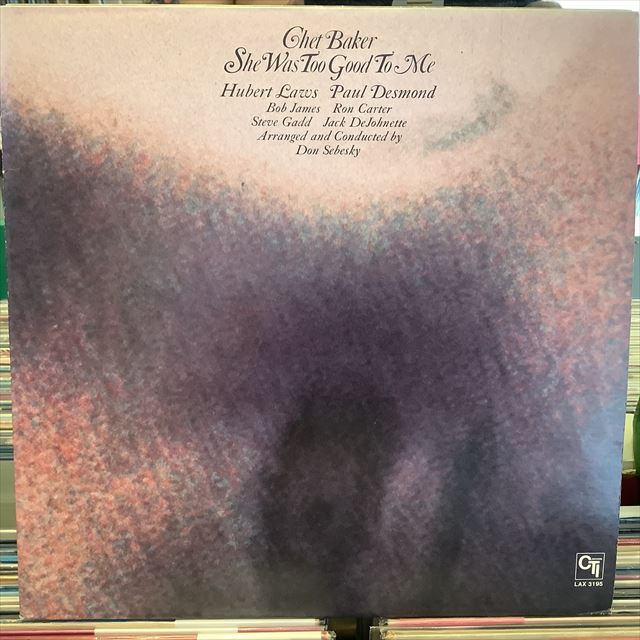 Chet Baker
She Was Too Good To Me
Hubert Laws Paul Desmond
Bob James Ron Carter
Steve Gadd Jack DeJohnette
Arranged and Conducted by
Don Sebesky
CTI
LAX 3195